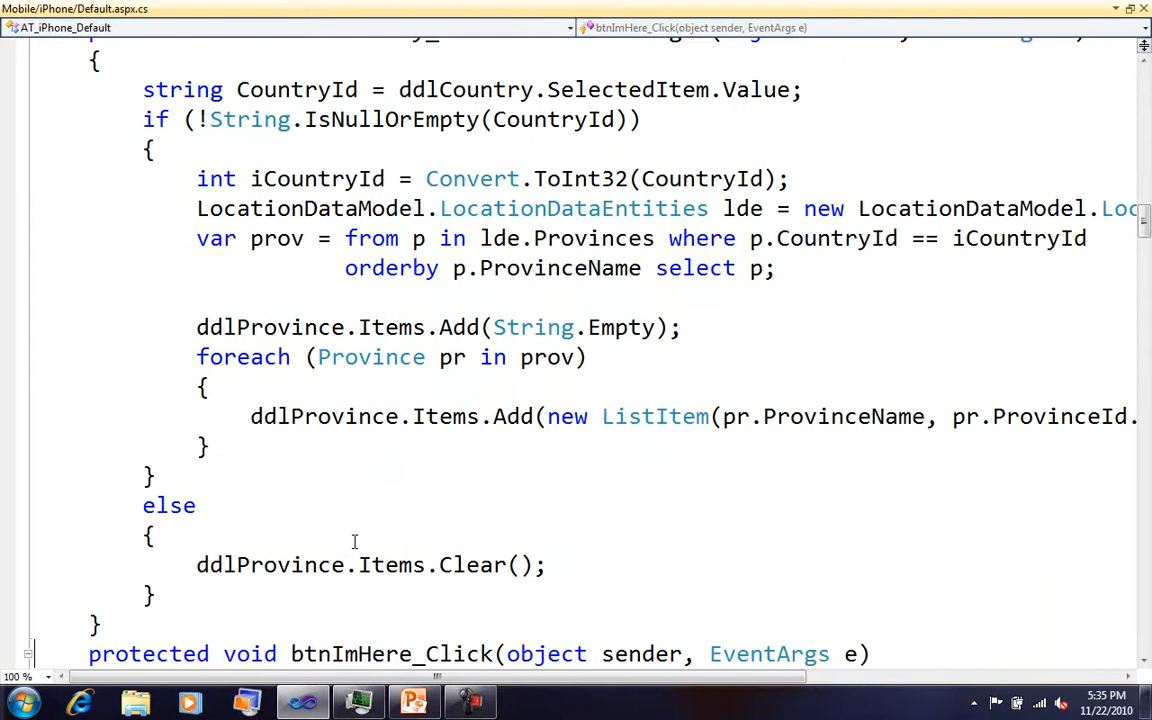 Mobile/iPhone/Default.aspx.cs
AT_iPhone_Default
btnImHere_Click(object sender, EventArgs e)
{
string CountryId = ddlCountry.SelectedItem.Value;
if (!String.IsNullOrEmpty(CountryId))
{
int iCountryId = Convert.ToInt32(CountryId);
LocationDataModel.LocationDataEntities lde = new LocationDataModel.Loc
var prov = from p in lde.Provinces where p.CountryId == iCountryId
orderby p.ProvinceName select p;
ddlProvince.Items.Add(String.Empty);
foreach (Province pr in prov)
{
ddlProvince.Items.Add(new ListItem(pr.ProvinceName, pr.ProvinceId.
}
}
else
{
ddlProvince.Items.Clear();
}
}
protected void btnImHere_Click(object sender, EventArgs e)
100 %
5:35 PM
11/22/2010